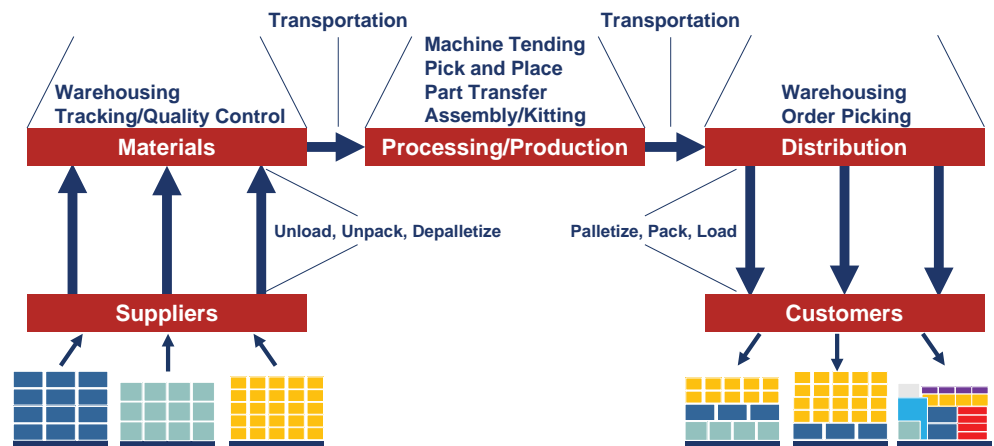 Transportation
Transportation
Machine Tending
Pick and Place
Part Transfer
Assembly/Kitting
Warehousing
Tracking/Quality Control
Warehousing
Order Picking
Materials
Processing/Production
Distribution
Unload, Unpack, Depalletize
Palletize, Pack, Load
Suppliers
Customers